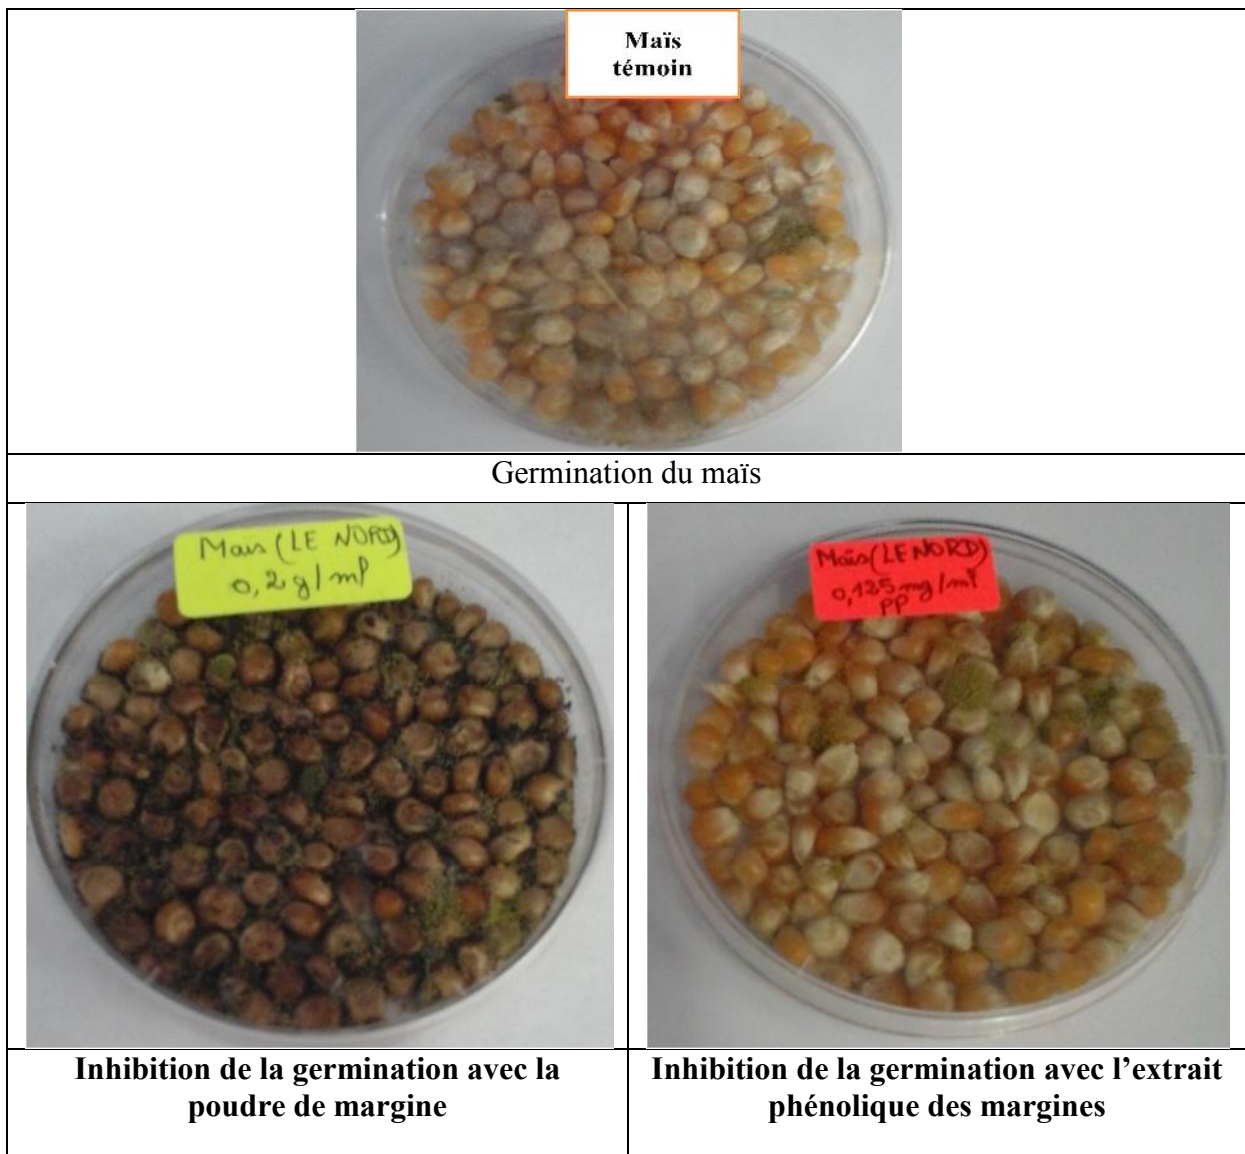 Maïs
témoin
Germination du maïs
Maïs (LE NORD)
0,2 g/ml
Maïs (LE NORD)
0,125 mg/ml
PP
Inhibition de la germination avec la
poudre de margine
Inhibition de la germination avec l’extrait
phénolique des margines